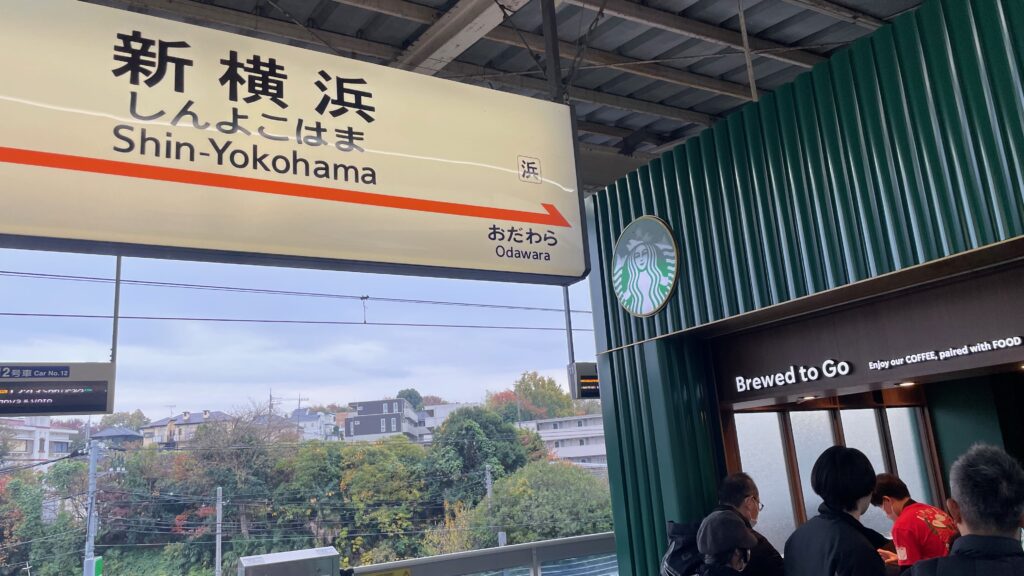 新横浜
しんよこはま
Shin-Yokohama
浜
おだわら
Odawara
12号車 Car No. 12
Brewed to Go
Enjoy our COFFEE, paired with FOOD